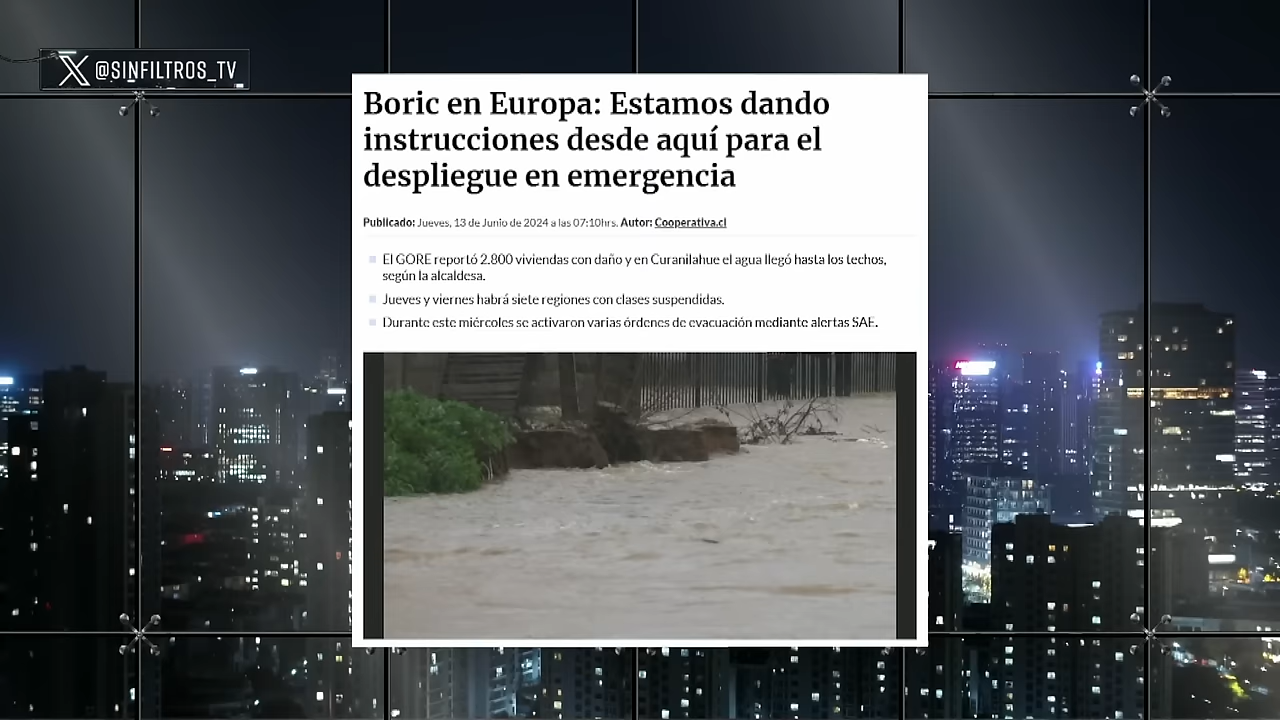 @SINFILTROS_TV
Boric en Europa: Estamos dando
instrucciones desde aquí para el
despliegue en emergencia
Publicado: Jueves, 13 de Junio de 2024 a las 07:10hrs. Autor: Cooperativa.cl
El GORE reportó 2.800 viviendas con daño y en Curanilahue el agua llegó hasta los techos,
según la alcaldesa.
Jueves y viernes habrá siete regiones con clases suspendidas.
Durante este miércoles se activaron varias órdenes de evacuación mediante alertas SAE.